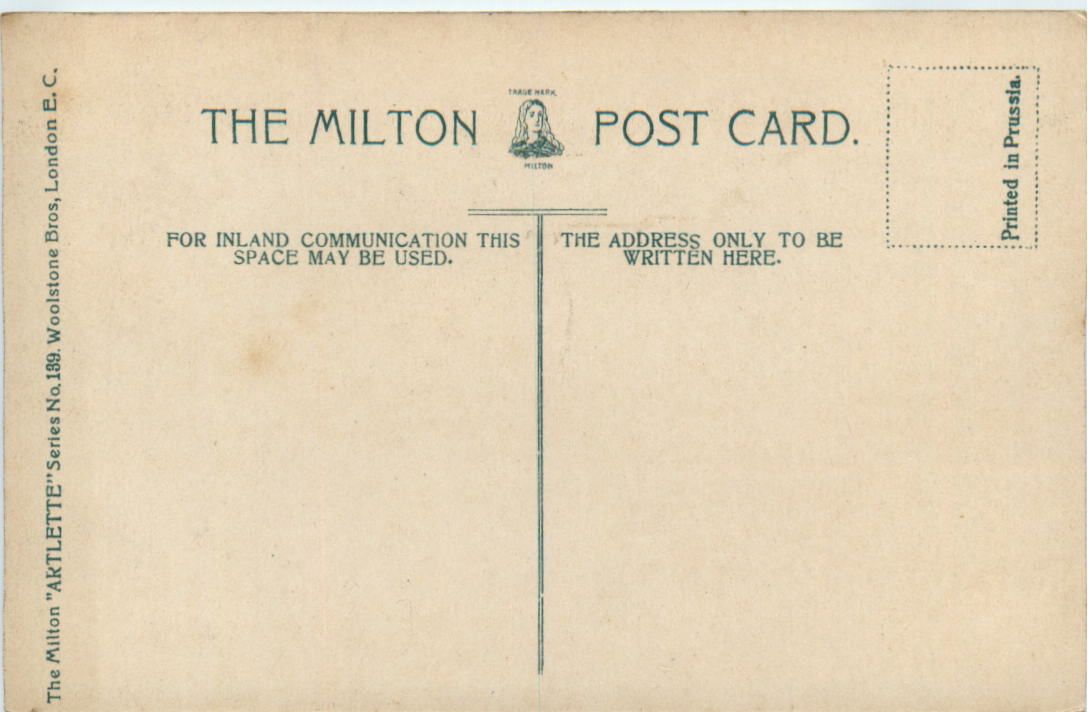 TRADE MARK.
THE MILTON POST CARD.
MILTON
FOR INLAND COMMUNICATION THIS
SPACE MAY BE USED.
THE ADDRESS ONLY TO BE
WRITTEN HERE.
Printed in Prussia.
The Milton "ARTLETTE" Series No. 189. Woolstone Bros, London E. C.